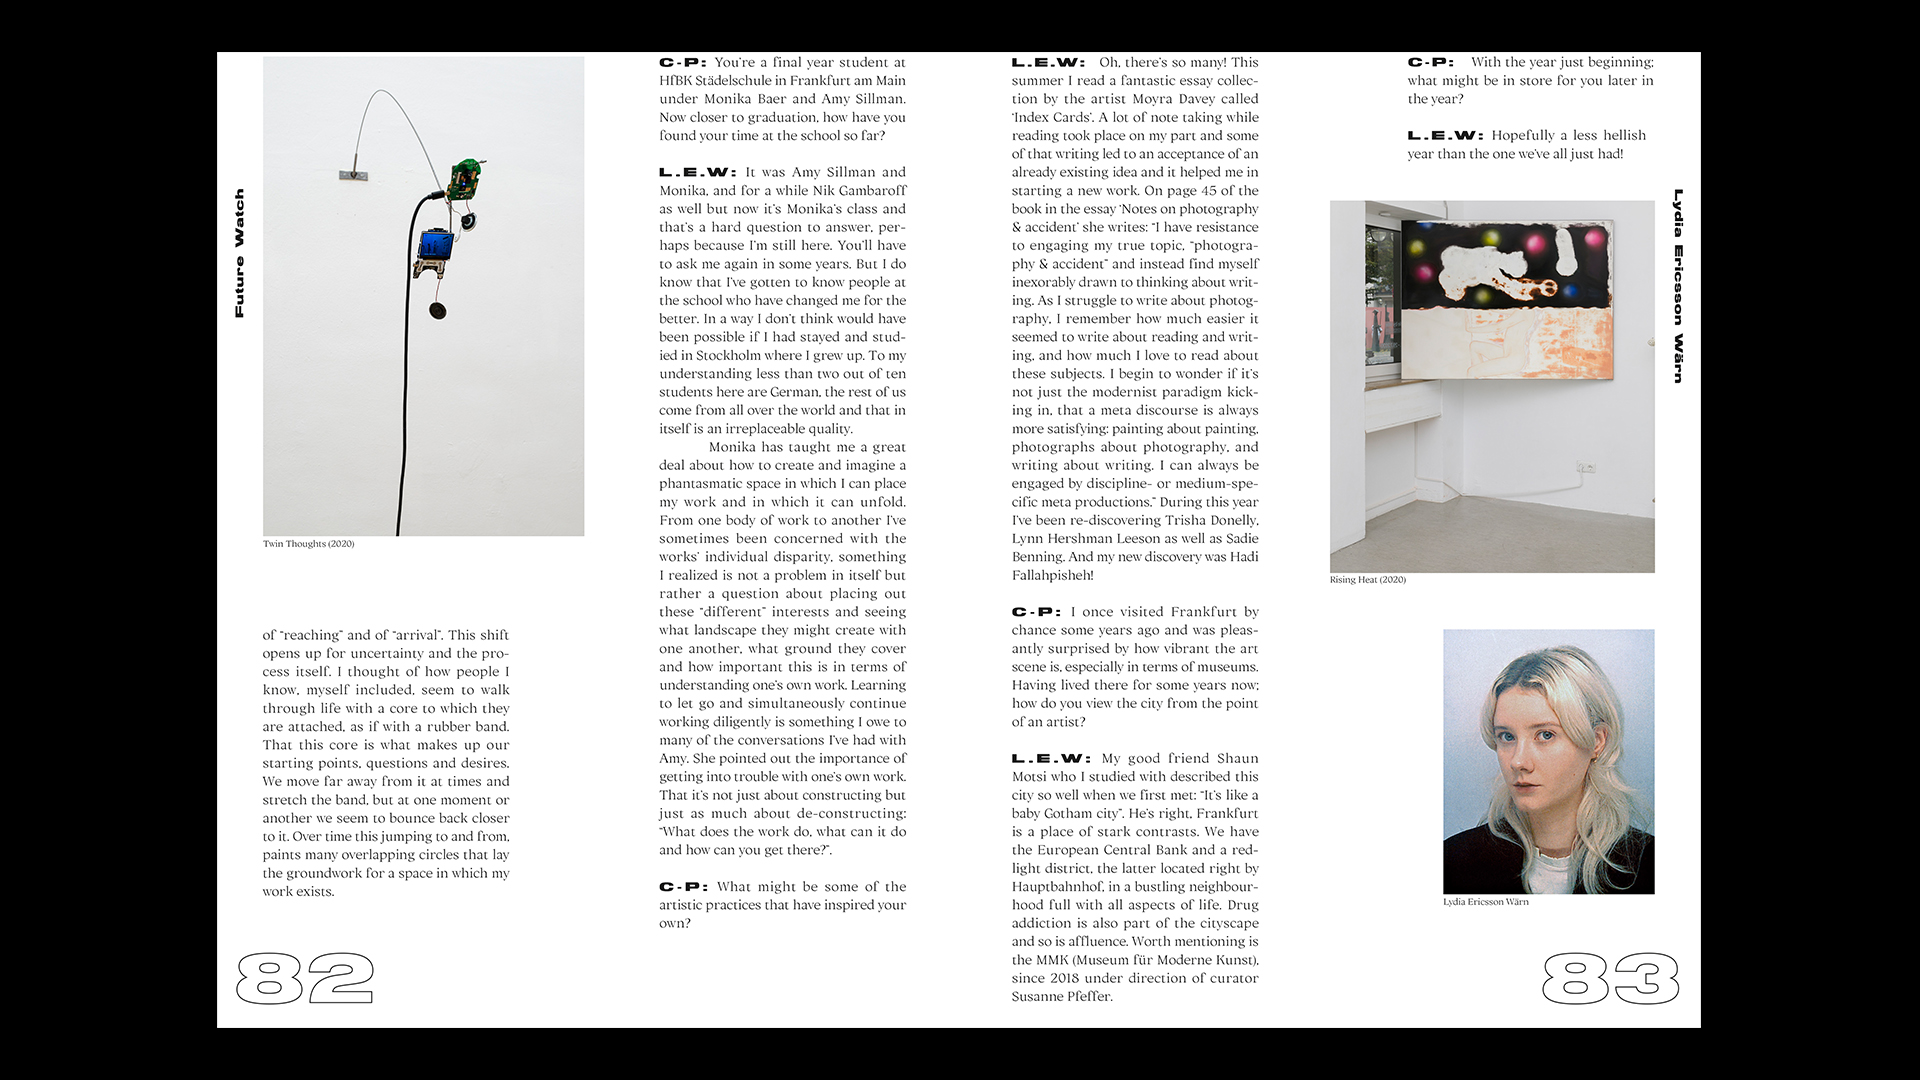 Future Watch
Twin Thoughts (2020)
of “reaching” and of “arrival”. This shift
opens up for uncertainty and the pro-
cess itself. I thought of how people I
know, myself included, seem to walk
through life with a core to which they
are attached, as if with a rubber band.
That this core is what makes up our
starting points, questions and desires.
We move far away from it at times and
stretch the band, but at one moment or
another we seem to bounce back closer
to it. Over time this jumping to and from,
paints many overlapping circles that lay
the groundwork for a space in which my
work exists.
82
C-P: You’re a final year student at
HfBK Städelschule in Frankfurt am Main
under Monika Baer and Amy Sillman.
Now closer to graduation, how have you
found your time at the school so far?
L.E.W: It was Amy Sillman and
Monika, and for a while Nik Gambaroff
as well but now it’s Monika’s class and
that’s a hard question to answer, per-
haps because I’m still here. You’ll have
to ask me again in some years. But I do
know that I’ve gotten to know people at
the school who have changed me for the
better. In a way I don’t think would have
been possible if I had stayed and stud-
ied in Stockholm where I grew up. To my
understanding less than two out of ten
students here are German, the rest of us
come from all over the world and that in
itself is an irreplaceable quality.
Monika has taught me a great
deal about how to create and imagine a
phantasmatic space in which I can place
my work and in which it can unfold.
From one body of work to another I’ve
sometimes been concerned with the
works’ individual disparity, something
I realized is not a problem in itself but
rather a question about placing out
these “different” interests and seeing
what landscape they might create with
one another, what ground they cover
and how important this is in terms of
understanding one’s own work. Learning
to let go and simultaneously continue
working diligently is something I owe to
many of the conversations I’ve had with
Amy. She pointed out the importance of
getting into trouble with one’s own work.
That it’s not just about constructing but
just as much about de-constructing:
“What does the work do, what can it do
and how can you get there?”.
C-P: What might be some of the
artistic practices that have inspired your
own?
L.E.W: Oh, there’s so many! This
summer I read a fantastic essay collec-
tion by the artist Moyra Davey called
‘Index Cards’. A lot of note taking while
reading took place on my part and some
of that writing led to an acceptance of an
already existing idea and it helped me in
starting a new work. On page 45 of the
book in the essay ‘Notes on photography
& accident’ she writes: “I have resistance
to engaging my true topic, “photogra-
phy & accident” and instead find myself
inexorably drawn to thinking about writ-
ing. As I struggle to write about photog-
raphy, I remember how much easier it
seemed to write about reading and writ-
ing, and how much I love to read about
these subjects. I begin to wonder if it’s
not just the modernist paradigm kick-
ing in, that a meta discourse is always
more satisfying: painting about painting,
photographs about photography, and
writing about writing. I can always be
engaged by discipline- or medium-spe-
cific meta productions.” During this year
I’ve been re-discovering Trisha Donelly,
Lynn Hershman Leeson as well as Sadie
Benning. And my new discovery was Hadi
Fallahpisheh!
C-P: I once visited Frankfurt by
chance some years ago and was pleas-
antly surprised by how vibrant the art
scene is, especially in terms of museums.
Having lived there for some years now;
how do you view the city from the point
of an artist?
L.E.W: My good friend Shaun
Motsi who I studied with described this
city so well when we first met: “It’s like a
baby Gotham city”. He’s right, Frankfurt
is a place of stark contrasts. We have
the European Central Bank and a red-
light district, the latter located right by
Hauptbahnhof, in a bustling neighbour-
hood full with all aspects of life. Drug
addiction is also part of the cityscape
and so is affluence. Worth mentioning is
the MMK (Museum für Moderne Kunst),
since 2018 under direction of curator
Susanne Pfeffer.
C-P: With the year just beginning;
what might be in store for you later in
the year?
L.E.W: Hopefully a less hellish
year than the one we’ve all just had!
Rising Heat (2020)
Lydia Ericsson Wärn
Lydia Ericsson Wärn
83